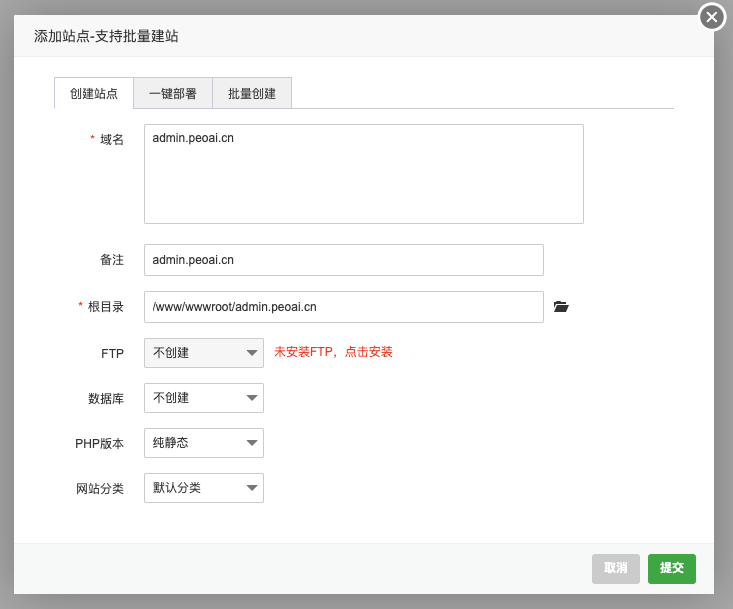 添加站点-支持批量建站
创建站点 一键部署 批量创建
* 域名 admin.peoai.cn
备注 admin.peoai.cn
* 根目录 /www/wwwroot/admin.peoai.cn
FTP 不创建 未安装FTP，点击安装
数据库 不创建
PHP版本 纯静态
网站分类 默认分类
取消 提交